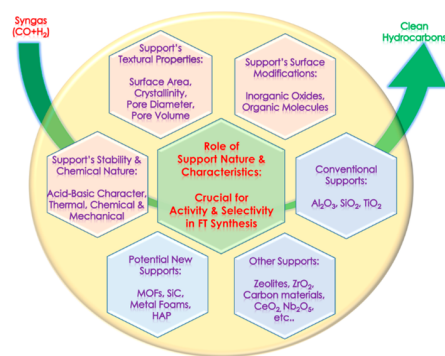 Syngas
(CO+H₂)
Clean
Hydrocarbons
Support's
Textural Properties:
Surface Area,
Crystallinity,
Pore Diameter,
Pore Volume
Support's Surface
Modifications:
Inorganic Oxides,
Organic Molecules
Support's Stability &
Chemical Nature:
Acid-Basic Character,
Thermal, Chemical &
Mechanical
Role of
Support Nature &
Characteristics:
Crucial for
Activity & Selectivity
in FT Synthesis
Conventional
Supports:
Al₂O₃, SiO₂, TiO₂
Potential New
Supports:
MOFs, SiC,
Metal Foams,
HAP
Other Supports:
Zeolites, ZrO₂,
Carbon materials,
CeO₂, Nb₂O₅,
etc..